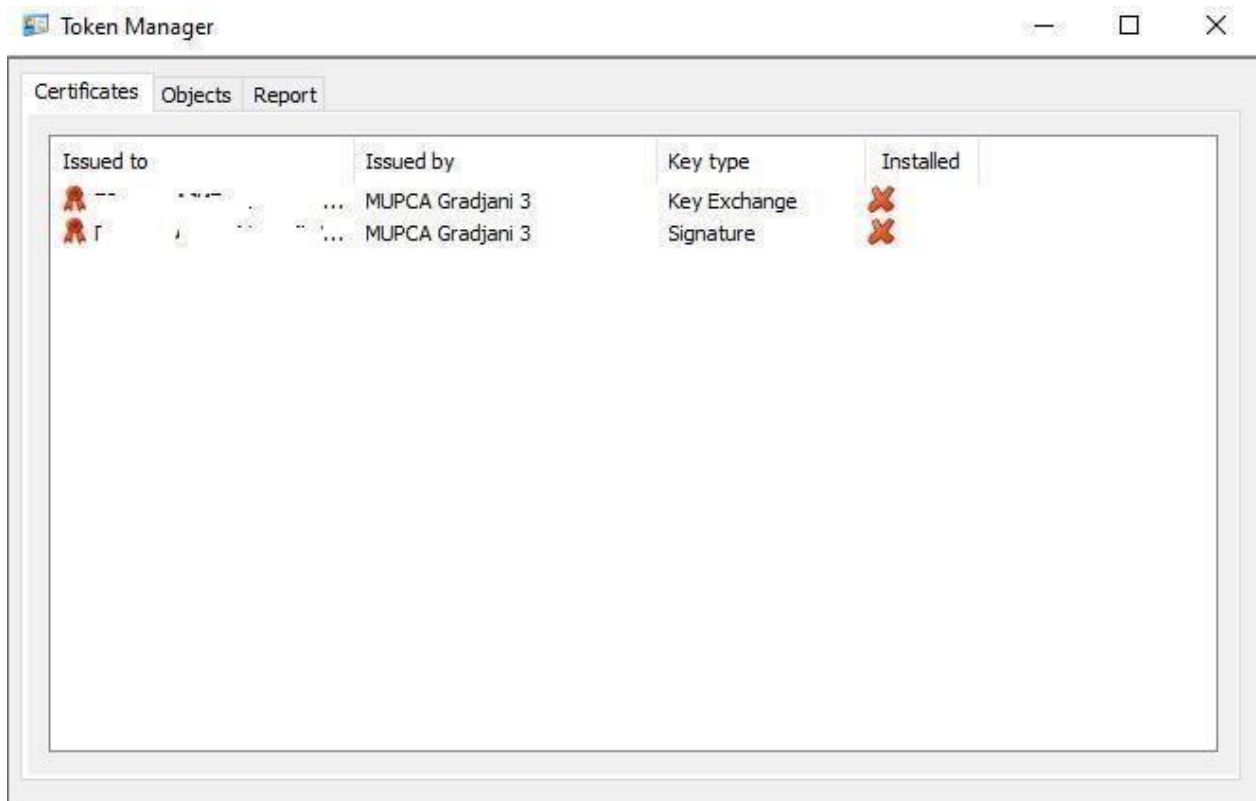 Token Manager
Certificates Objects Report
Issued to Issued by Key type Installed
... MUPCA Gradjani 3 Key Exchange
... MUPCA Gradjani 3 Signature